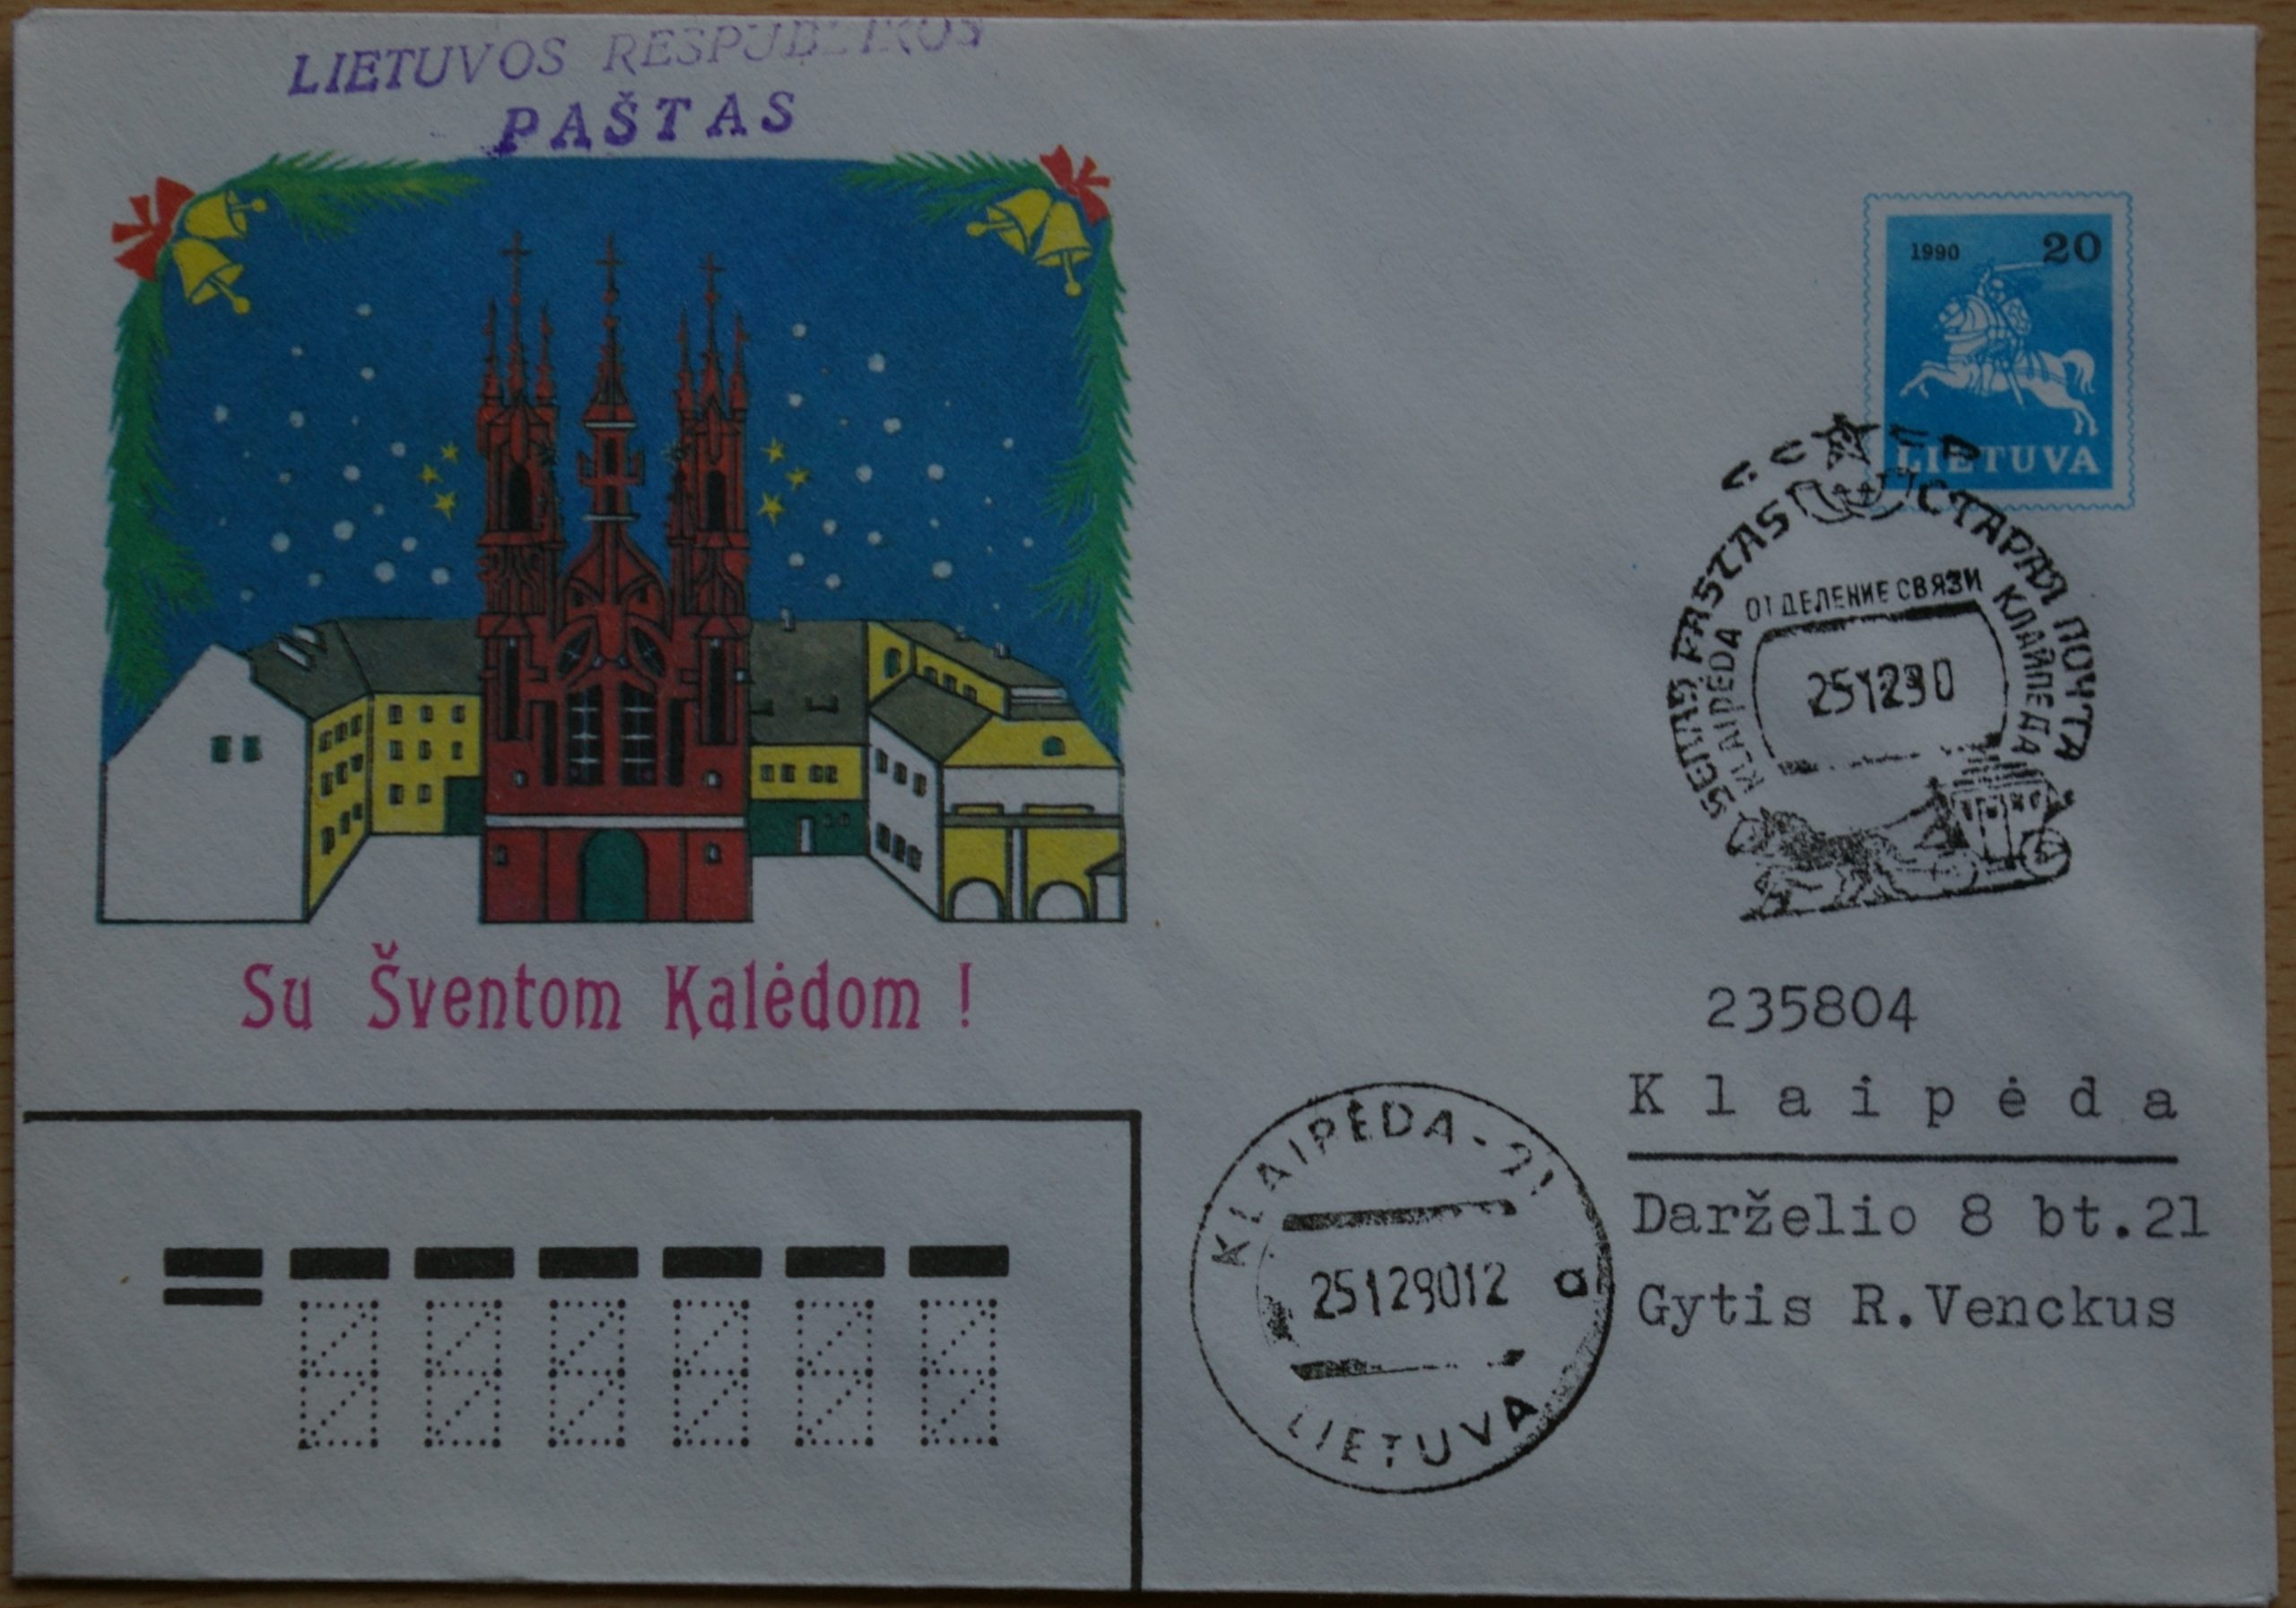 LIETUVOS RESPUBLIKOS
PAŠTAS
1990 20
LIETUVA
SENAS PAŠTAS СТАРАЯ ПОЧТА
ОТДЕЛЕНИЕ СВЯЗИ
KLAIPĖDA КЛАЙПЕДА
251290
Su Šventom Kalėdom !
235804
Klaipėda
Darželio 8 bt.21
Gytis R.Venckus
KLAIPĖDA-21
25129012 a
LIETUVA